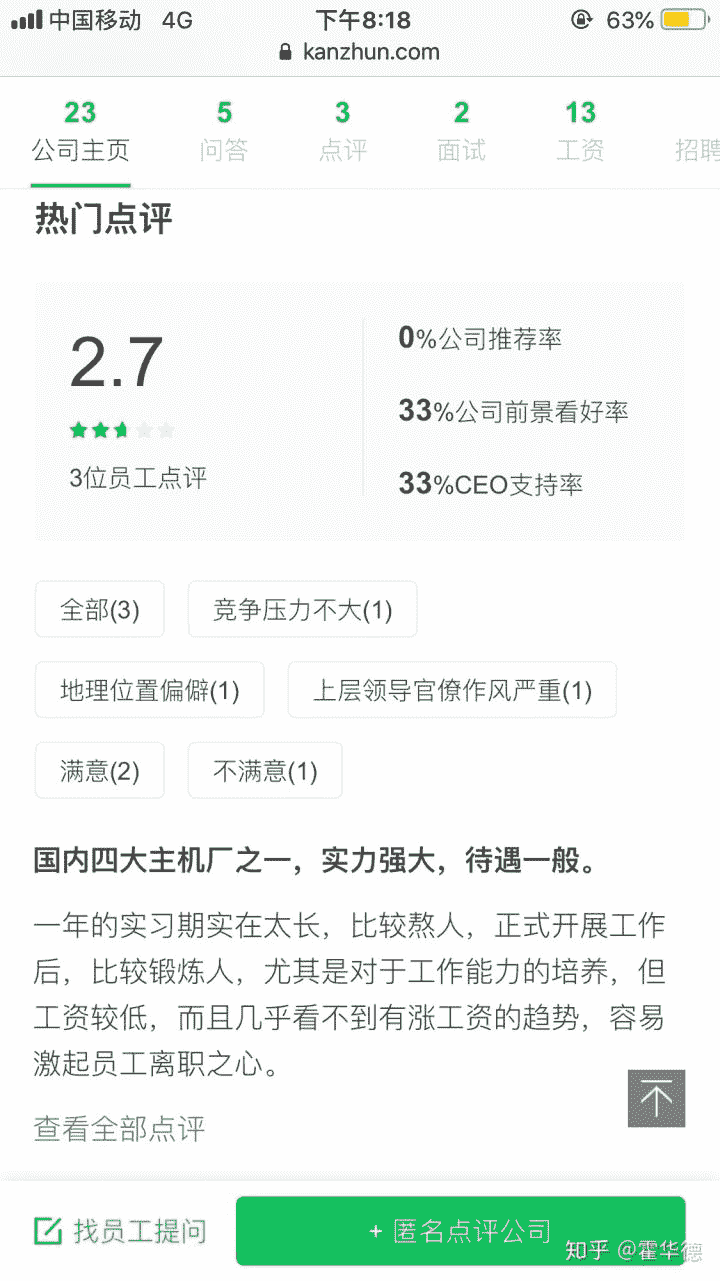 中国移动 4G 下午8:18 63%
kanzhun.com
23 5 3 2 13
公司主页 问答 点评 面试 工资 招聘
热门点评
2.7
3位员工点评
0%公司推荐率
33%公司前景看好率
33%CEO支持率
全部(3) 竞争压力不大(1)
地理位置偏僻(1) 上层领导官僚作风严重(1)
满意(2) 不满意(1)
国内四大主机厂之一，实力强大，待遇一般。
一年的实习期实在太长，比较熬人，正式开展工作
后，比较锻炼人，尤其是对于工作能力的培养，但
工资较低，而且几乎看不到有涨工资的趋势，容易
激起员工离职之心。
查看全部点评
找员工提问 + 匿名点评公司
知乎 @霍华德